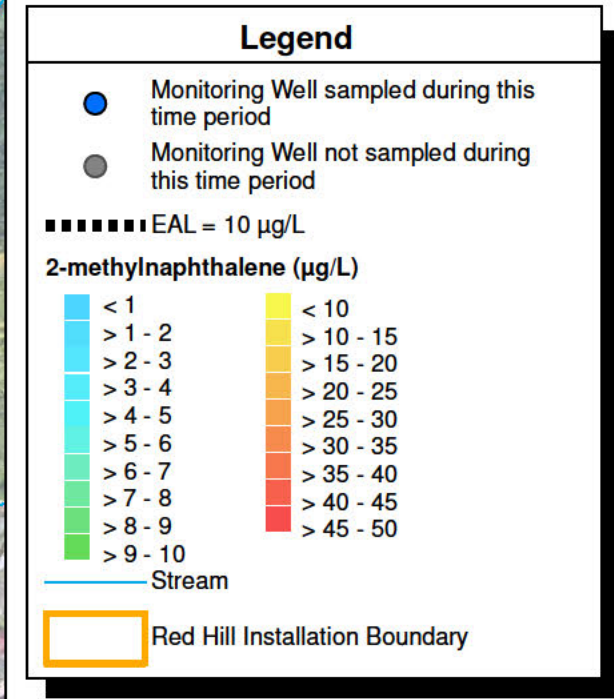 Legend
Monitoring Well sampled during this
time period
Monitoring Well not sampled during
this time period
EAL = 10 µg/L
2-methylnaphthalene (µg/L)
< 1
> 1 - 2
> 2 - 3
> 3 - 4
> 4 - 5
> 5 - 6
> 6 - 7
> 7 - 8
> 8 - 9
> 9 - 10
< 10
> 10 - 15
> 15 - 20
> 20 - 25
> 25 - 30
> 30 - 35
> 35 - 40
> 40 - 45
> 45 - 50
Stream
Red Hill Installation Boundary